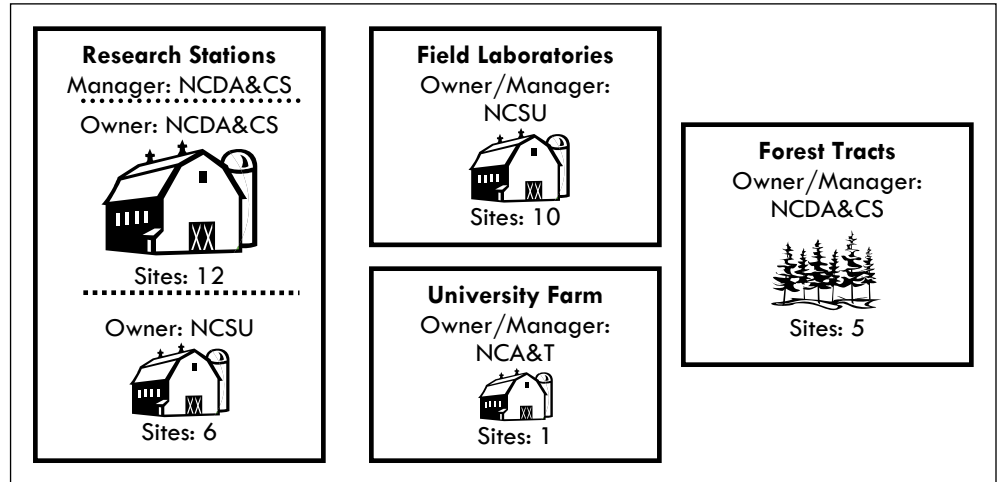 Research Stations
Manager: NCDA&CS
Owner: NCDA&CS
Sites: 12
Owner: NCSU
Sites: 6
Field Laboratories
Owner/Manager:
NCSU
Sites: 10
University Farm
Owner/Manager:
NCA&T
Sites: 1
Forest Tracts
Owner/Manager:
NCDA&CS
Sites: 5